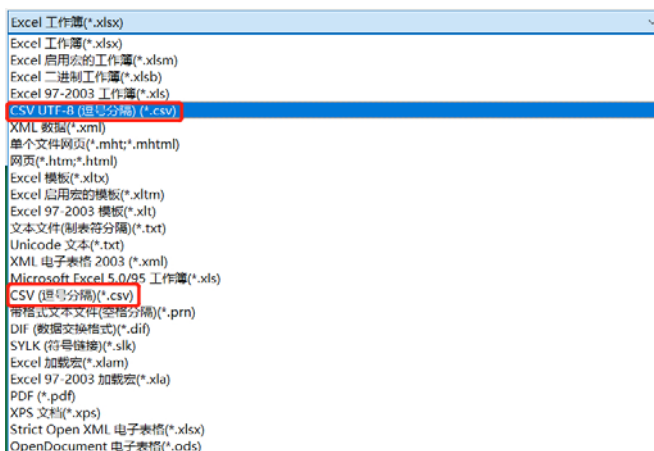 Excel 工作簿(*.xlsx)
Excel 工作簿(*.xlsx)
Excel 启用宏的工作簿(*.xlsm)
Excel 二进制工作簿(*.xlsb)
Excel 97-2003 工作簿(*.xls)
CSV UTF-8 (逗号分隔) (*.csv)
XML 数据(*.xml)
单个文件网页(*.mht;*.mhtml)
网页(*.htm;*.html)
Excel 模板(*.xltx)
Excel 启用宏的模板(*.xltm)
Excel 97-2003 模板(*.xlt)
文本文件(制表符分隔)(*.txt)
Unicode 文本(*.txt)
XML 电子表格 2003 (*.xml)
Microsoft Excel 5.0/95 工作簿(*.xls)
CSV (逗号分隔)(*.csv)
带格式文本文件(空格分隔)(*.prn)
DIF (数据交换格式)(*.dif)
SYLK (符号链接)(*.slk)
Excel 加载宏(*.xlam)
Excel 97-2003 加载宏(*.xla)
PDF (*.pdf)
XPS 文档(*.xps)
Strict Open XML 电子表格(*.xlsx)
OpenDocument 电子表格(*.ods)